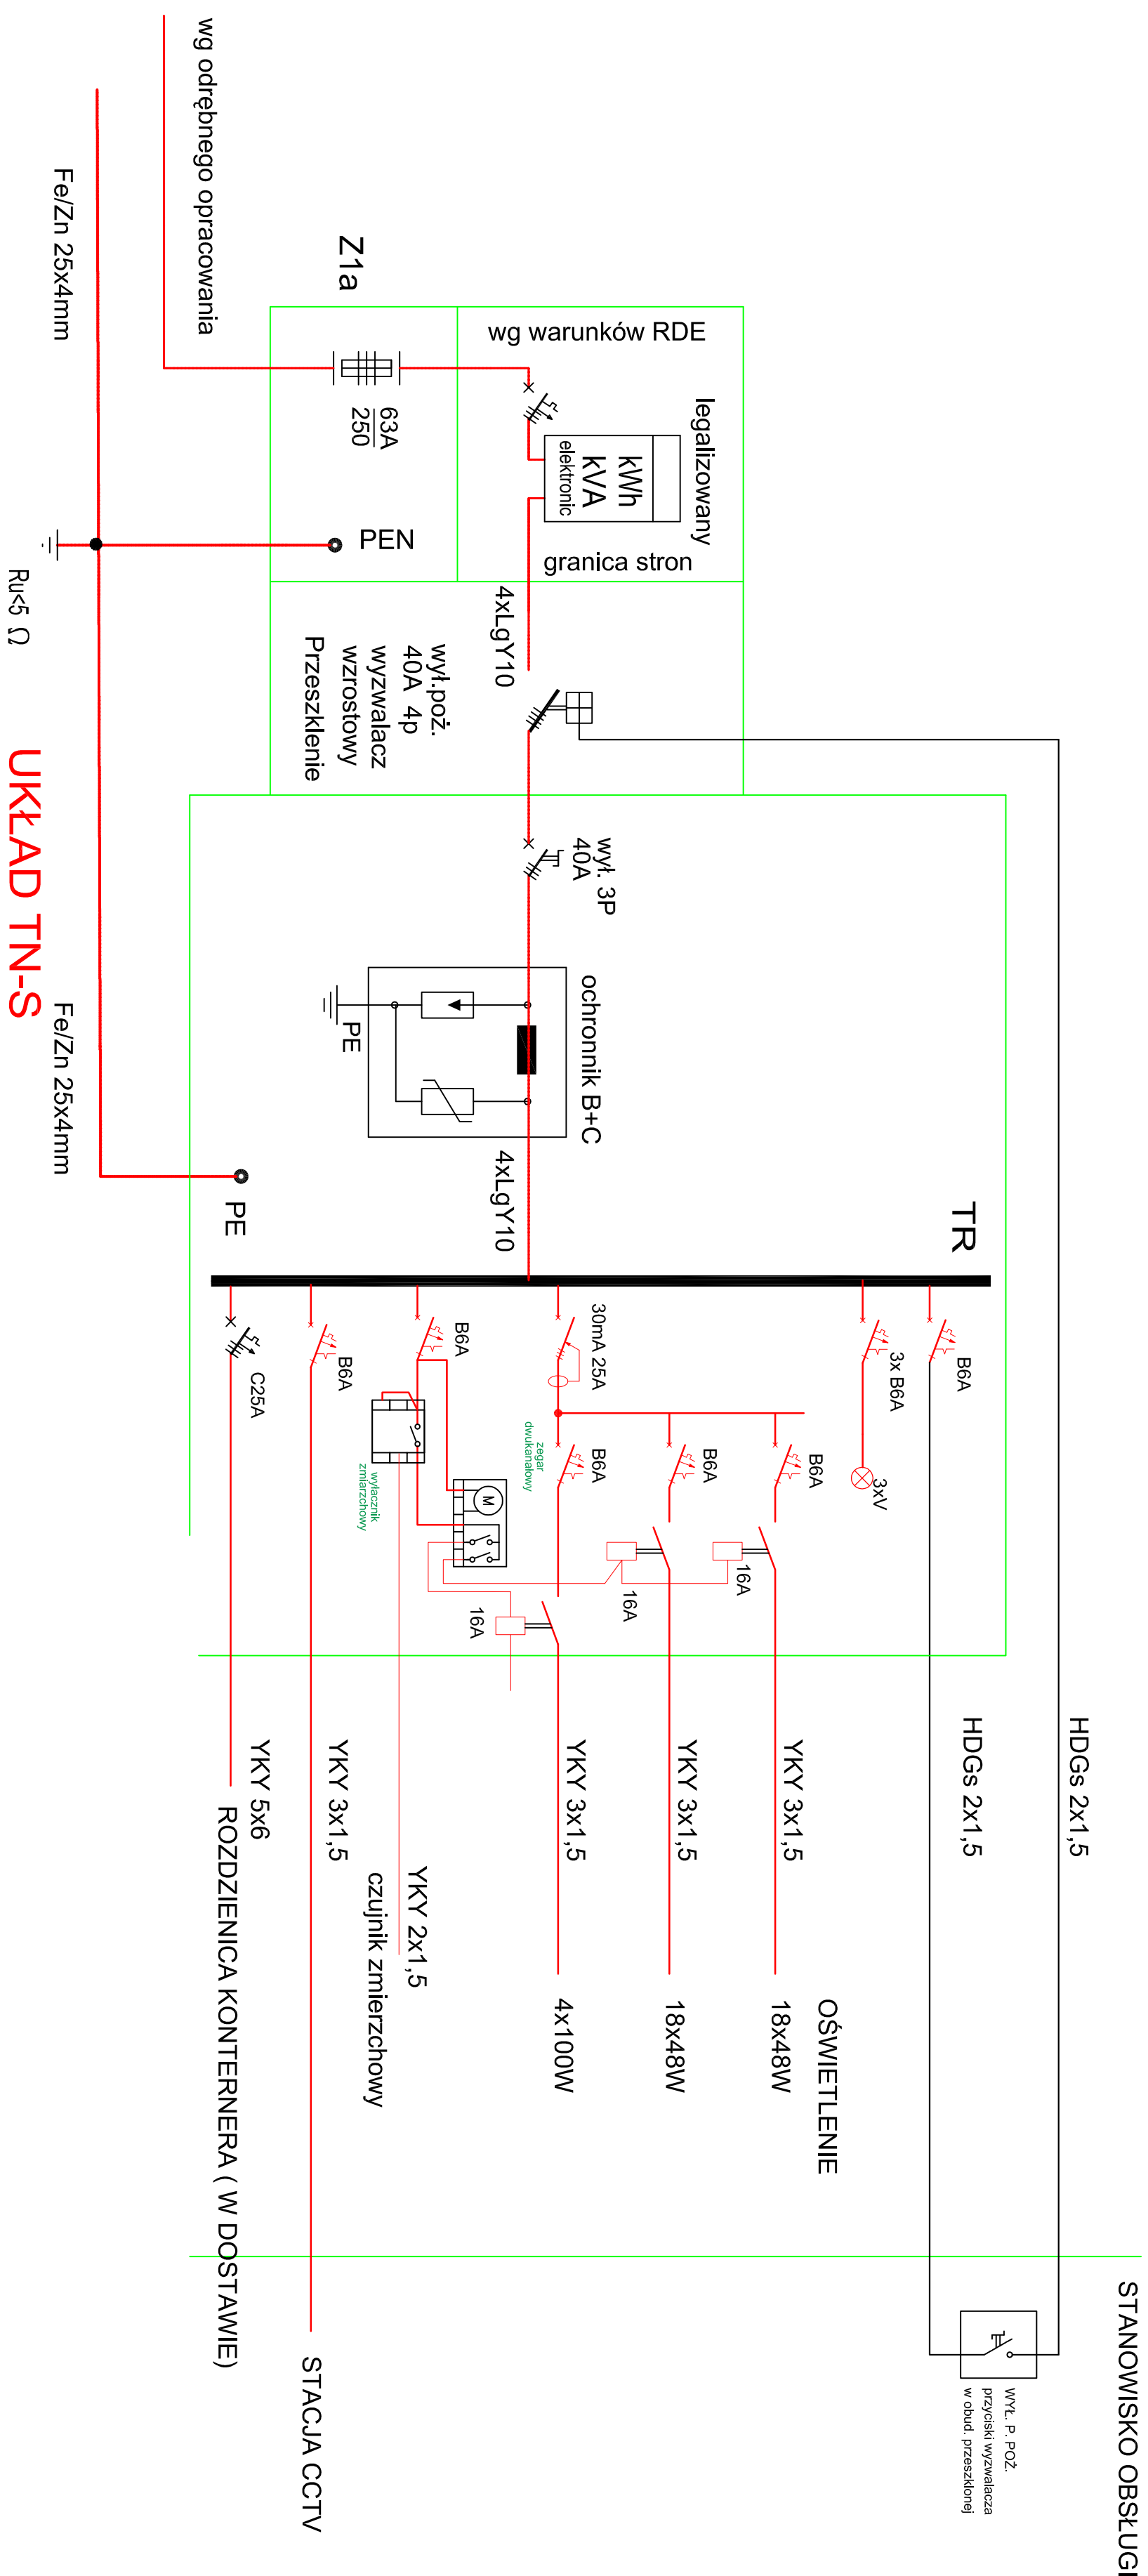 STANOWISKO OBSŁUGI
WYŁ. P. POŻ.
przyciski wyzwalacza
w obud. przeszklonej
HDGs 2x1,5
HDGs 2x1,5
TR
B6A
3x B6A
3xV
OŚWIETLENIE
B6A
16A
YKY 3x1,5
18x48W
B6A
16A
YKY 3x1,5
18x48W
30mA 25A
B6A
16A
YKY 3x1,5
4x100W
zegar
dwukanałowy
M
B6A
wyłacznik
zmiarzchowy
YKY 2x1,5
czujnik zmierzchowy
B6A
YKY 3x1,5
STACJA CCTV
C25A
YKY 5x6
ROZDZIENICA KONTERNERA ( W DOSTAWIE)
wg warunków RDE
legalizowany
kWh
kVA
elektronic
granica stron
Z1a
63A
250
PEN
4xLgY10
wył.poż.
40A 4p
wyzwalacz
wzrostowy
Przeszklenie
wył. 3P
40A
ochronnik B+C
PE
4xLgY10
PE
wg odrębnego opracowania
Fe/Zn 25x4mm
Fe/Zn 25x4mm
Ru<5 Ω
UKŁAD TN-S